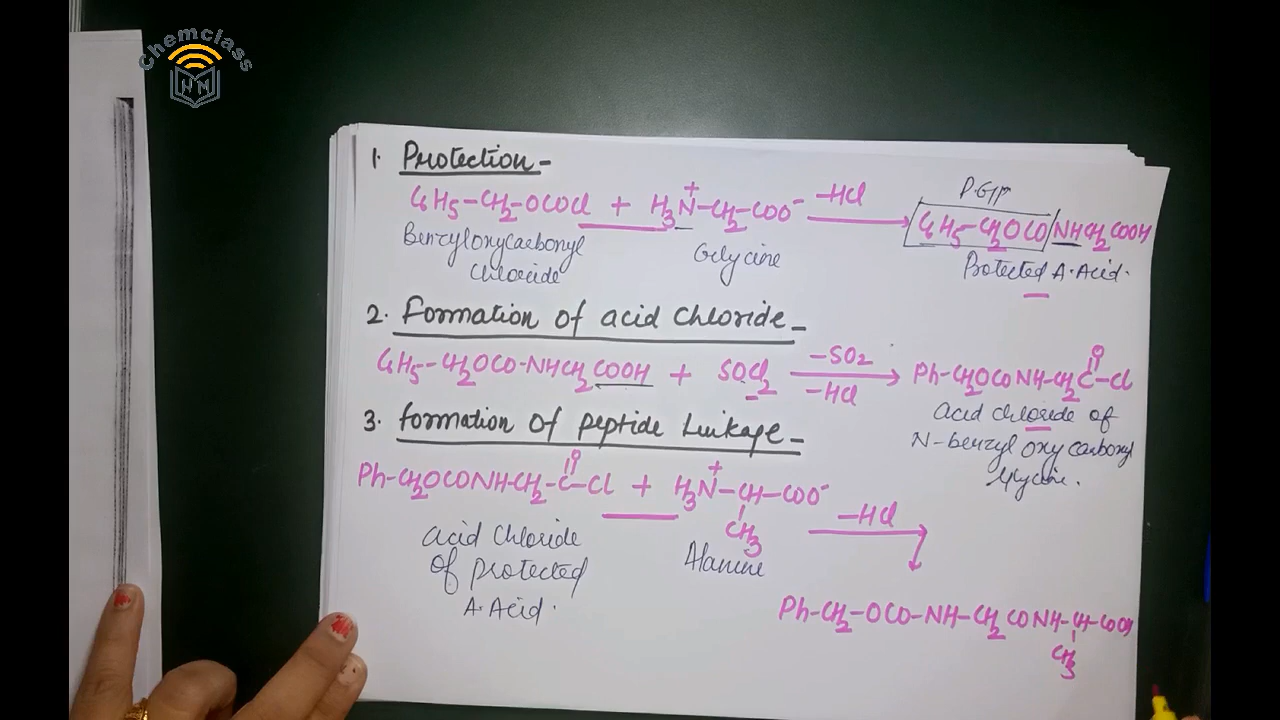 Chemclass
NM
1. Protection-
P.Grp
C6H5-CH2-OCOCl + H3N+-CH2-COO- -HCl → C6H5-CH2OCO NHCH2COOH
Benzyloxycarbonyl Glycine Protected A.Acid.
Chloride
2. Formation of acid chloride-
C6H5-CH2OCO-NHCH2COOH + SOCl2 -SO2 -HCl → Ph-CH2OCONH-CH2-C(=O)-Cl
acid chloride of
N-benzyl oxy carbonyl
Glycine.
3. formation of peptide Linkage-
Ph-CH2OCONH-CH2-C(=O)-Cl + H3N+-CH-COO- -HCl →
CH3
acid chloride Alanine
of protected
A.Acid.
Ph-CH2-OCO-NH-CH2CONH-CH-COOH
CH3